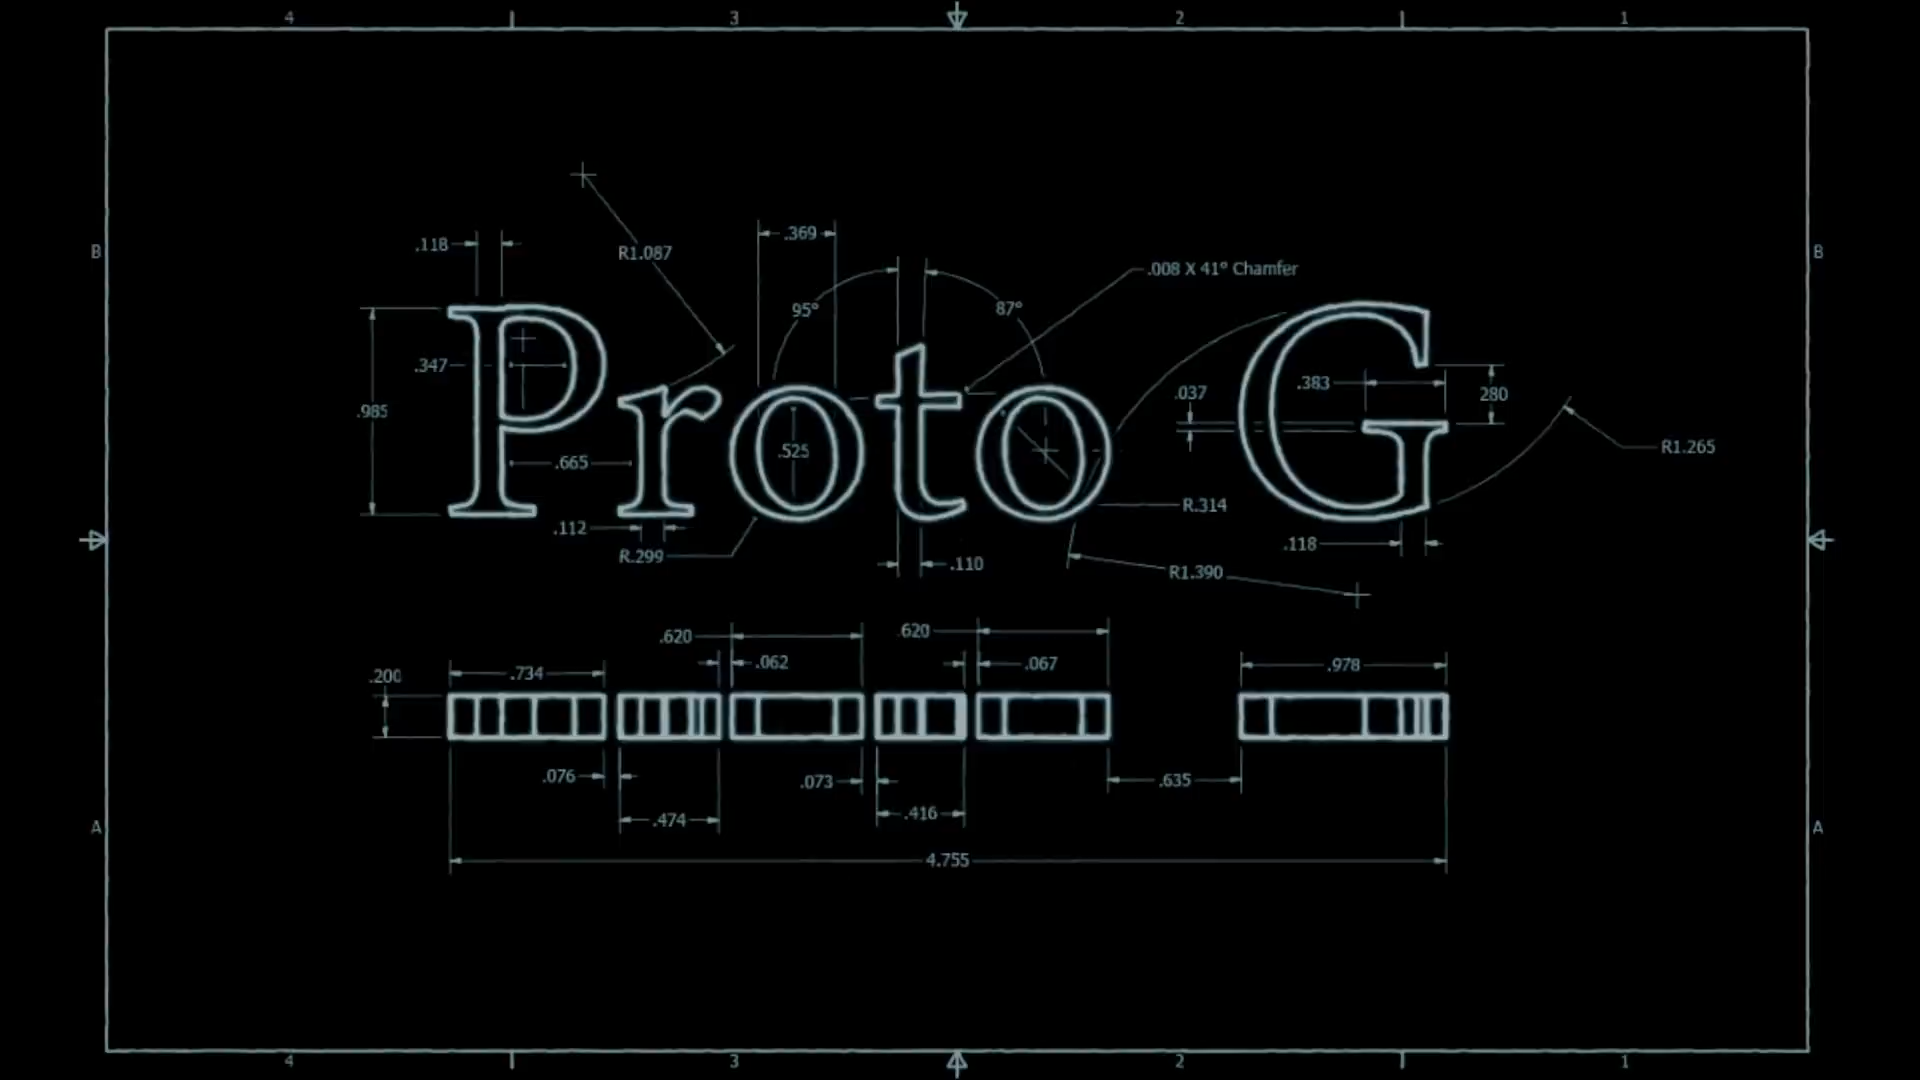 4 3 2 1
.369
.118
R1.087
B B
.008 X 41° Chamfer
95° 87°
Proto G
.347
.383
.037
280
.985
R1.265
.525
.665
R.314
.112
.118
R.299
.110
R1.390
.620 .620
.062 .067
.734
.978
.200
.076
.073
.635
.474
.416
A A
4.755
4 3 2 1